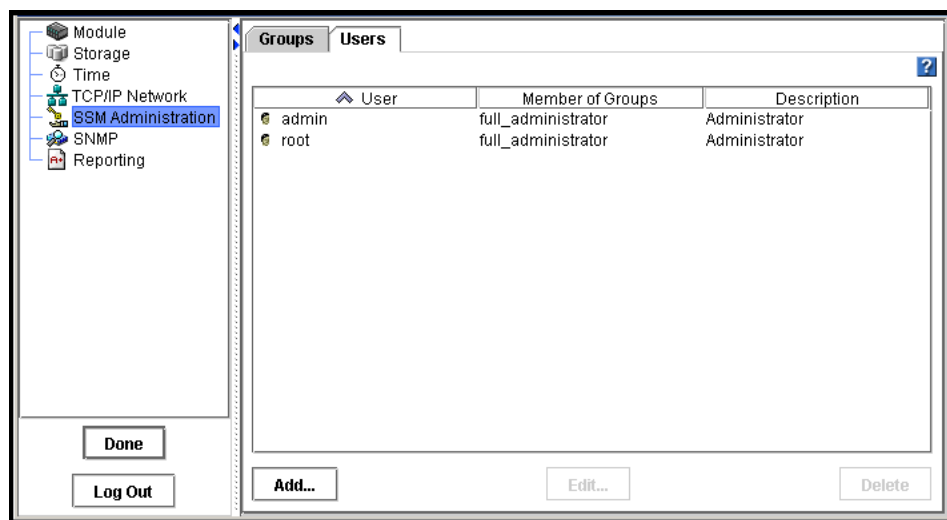 Module
Storage
Time
TCP/IP Network
SSM Administration
SNMP
Reporting
Done
Log Out
Groups Users
?
User Member of Groups Description
admin full_administrator Administrator
root full_administrator Administrator
Add... Edit... Delete